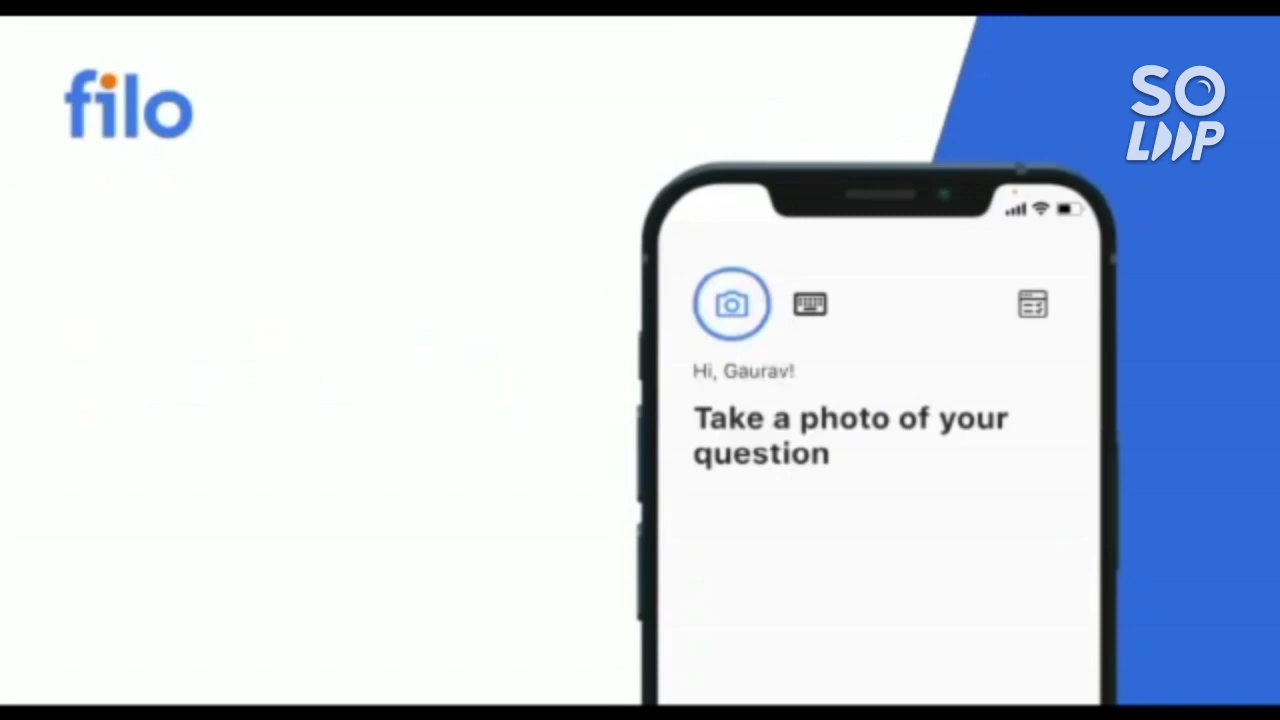 filo
SO
LOOP
Hi, Gaurav!
Take a photo of your
question